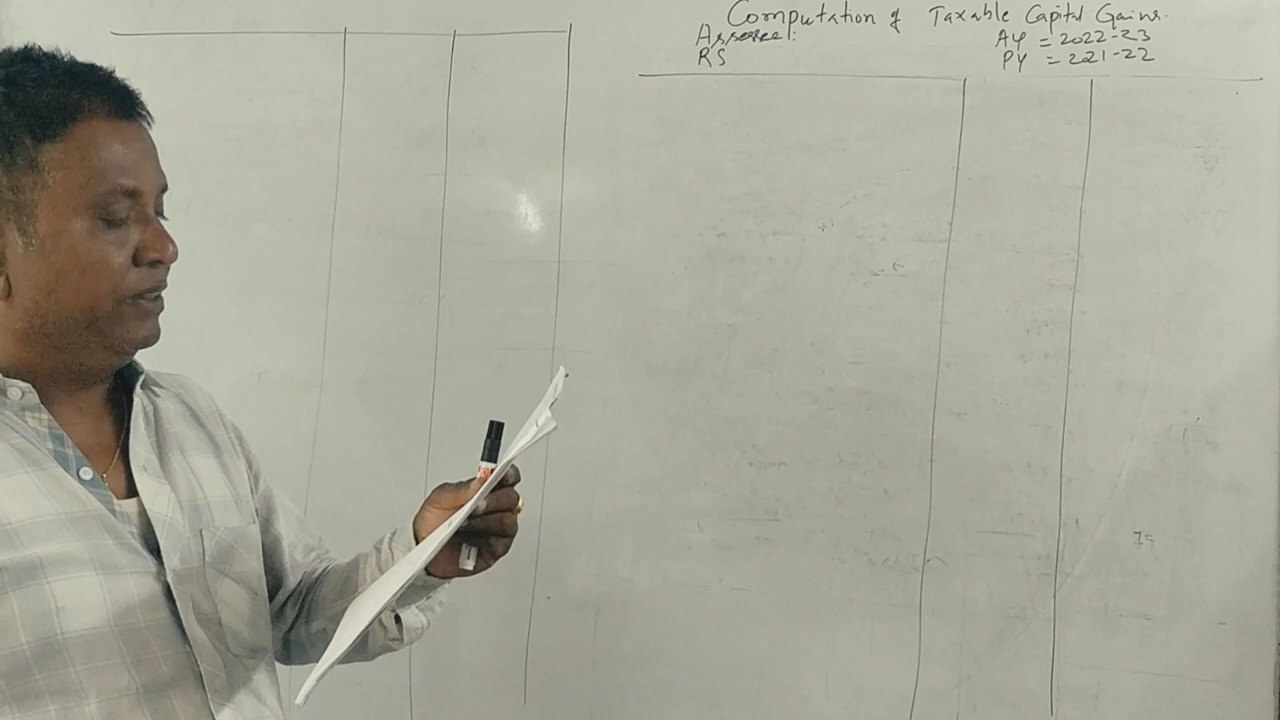 Computation of Taxable Capital Gains.
Assessee:
AY = 2022-23
RS
PY = 2021-22